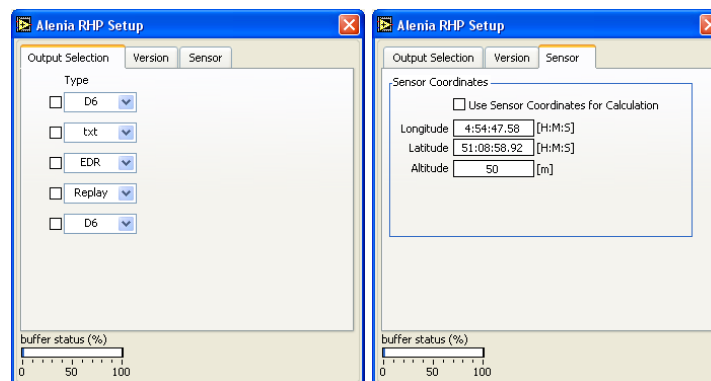 Alenia RHP Setup
Output Selection Version Sensor
Type
D6
txt
EDR
Replay
D6
buffer status (%)
0 50 100
Alenia RHP Setup
Output Selection Version Sensor
Sensor Coordinates
Use Sensor Coordinates for Calculation
Longitude 4:54:47.58 [H:M:S]
Latitude 51:08:58.92 [H:M:S]
Altitude 50 [m]
buffer status (%)
0 50 100